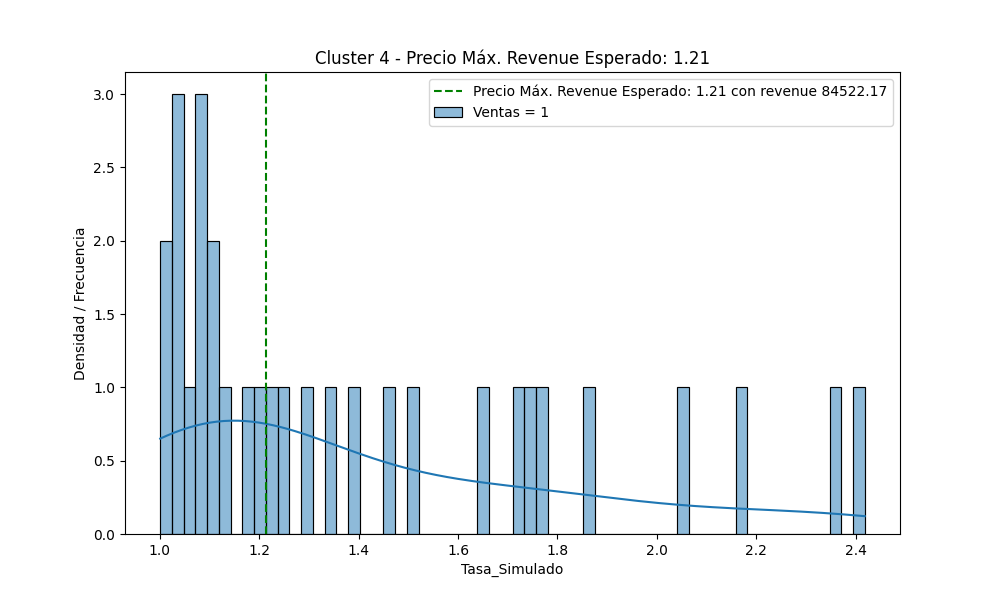 Cluster 4 - Precio Máx. Revenue Esperado: 1.21
Precio Máx. Revenue Esperado: 1.21 con revenue 84522.17
Ventas = 1
3.0
2.5
2.0
1.5
1.0
0.5
0.0
Densidad / Frecuencia
1.0 1.2 1.4 1.6 1.8 2.0 2.2 2.4
Tasa_Simulado